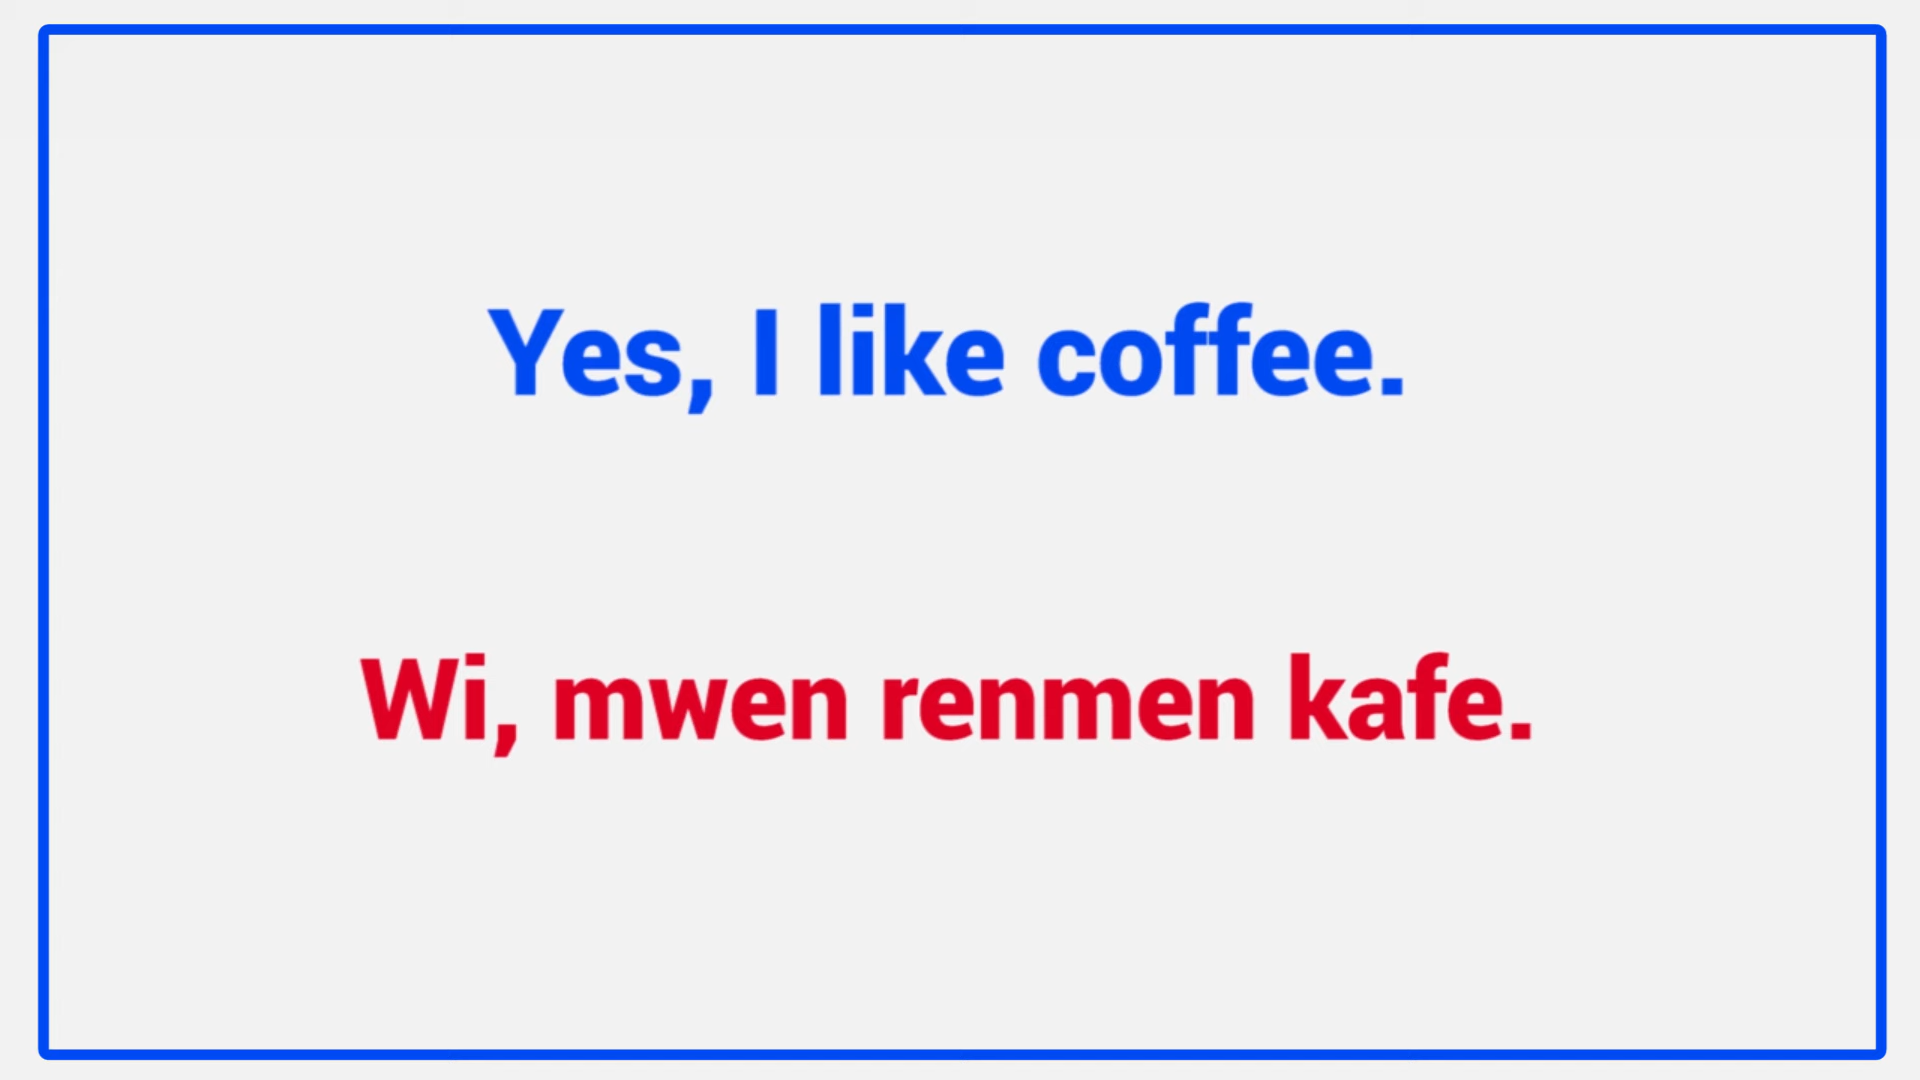 Yes, I like coffee.
Wi, mwen renmen kafe.